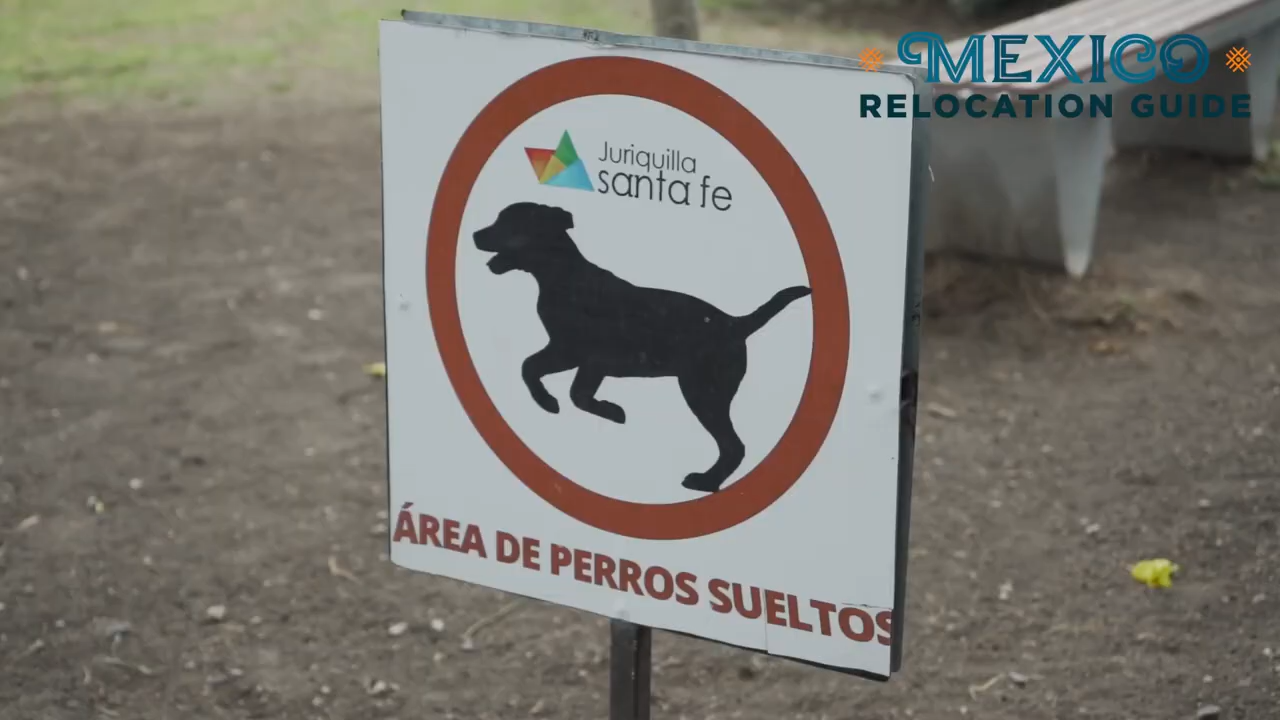 MEXICO
RELOCATION GUIDE
Juriquilla
santa fe
ÁREA DE PERROS SUELTOS